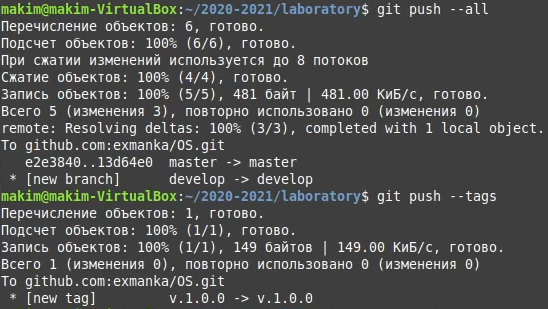 makim@makim-VirtualBox:~/2020-2021/laboratory$ git push --all
Перечисление объектов: 6, готово.
Подсчет объектов: 100% (6/6), готово.
При сжатии изменений используется до 8 потоков
Сжатие объектов: 100% (4/4), готово.
Запись объектов: 100% (5/5), 481 байт | 481.00 КиБ/с, готово.
Всего 5 (изменения 3), повторно использовано 0 (изменения 0)
remote: Resolving deltas: 100% (3/3), completed with 1 local object.
To github.com:exmanka/OS.git
   e2e3840..13d64e0  master -> master
 * [new branch]      develop -> develop
makim@makim-VirtualBox:~/2020-2021/laboratory$ git push --tags
Перечисление объектов: 1, готово.
Подсчет объектов: 100% (1/1), готово.
Запись объектов: 100% (1/1), 149 байтов | 149.00 КиБ/с, готово.
Всего 1 (изменения 0), повторно использовано 0 (изменения 0)
To github.com:exmanka/OS.git
 * [new tag]         v.1.0.0 -> v.1.0.0